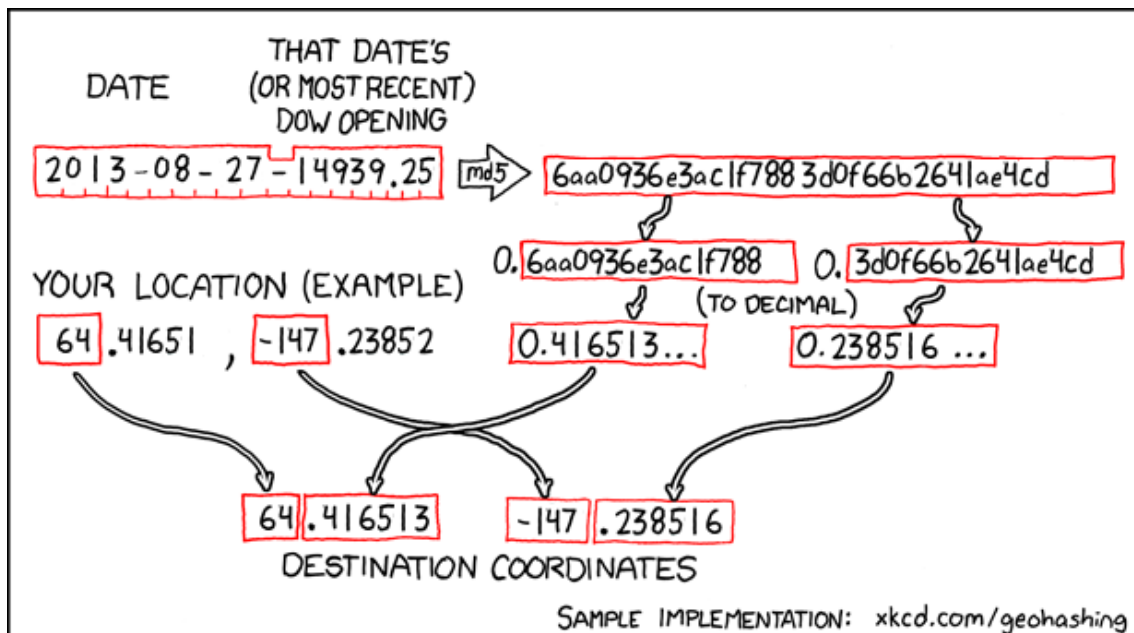 THAT DATE'S
DATE (OR MOST RECENT)
DOW OPENING
2013-08-27-14939.25 md5 6aa0936e3ac1f7883d0f66b2641ae4cd
0.6aa0936e3ac1f788 0.3d0f66b2641ae4cd
YOUR LOCATION (EXAMPLE) (TO DECIMAL)
64.41651, -147.23852 0.416513... 0.238516...
64.416513 -147.238516
DESTINATION COORDINATES
SAMPLE IMPLEMENTATION: xkcd.com/geohashing